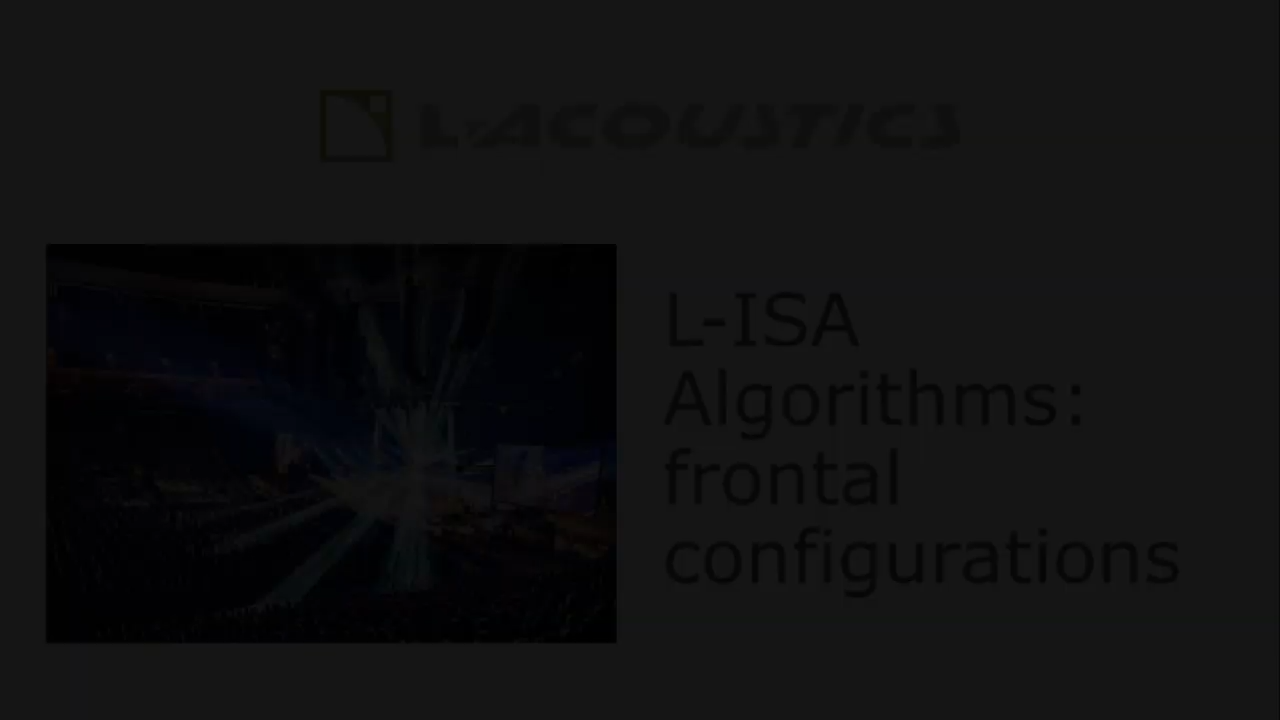 L-ACOUSTICS
L-ISA
Algorithms:
frontal
configurations